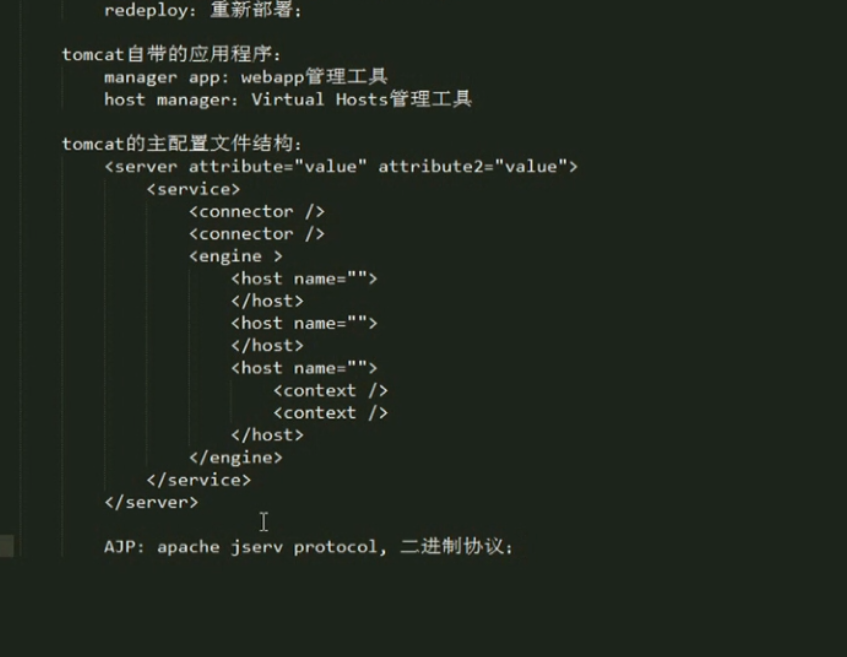 redeploy: 重新部署;
tomcat自带的应用程序:
manager app: webapp管理工具
host manager: Virtual Hosts管理工具
tomcat的主配置文件结构:
<server attribute="value" attribute2="value">
<service>
<connector />
<connector />
<engine >
<host name="">
</host>
<host name="">
</host>
<host name="">
<context />
<context />
</host>
</engine>
</service>
</server>
AJP: apache jserv protocol, 二进制协议;